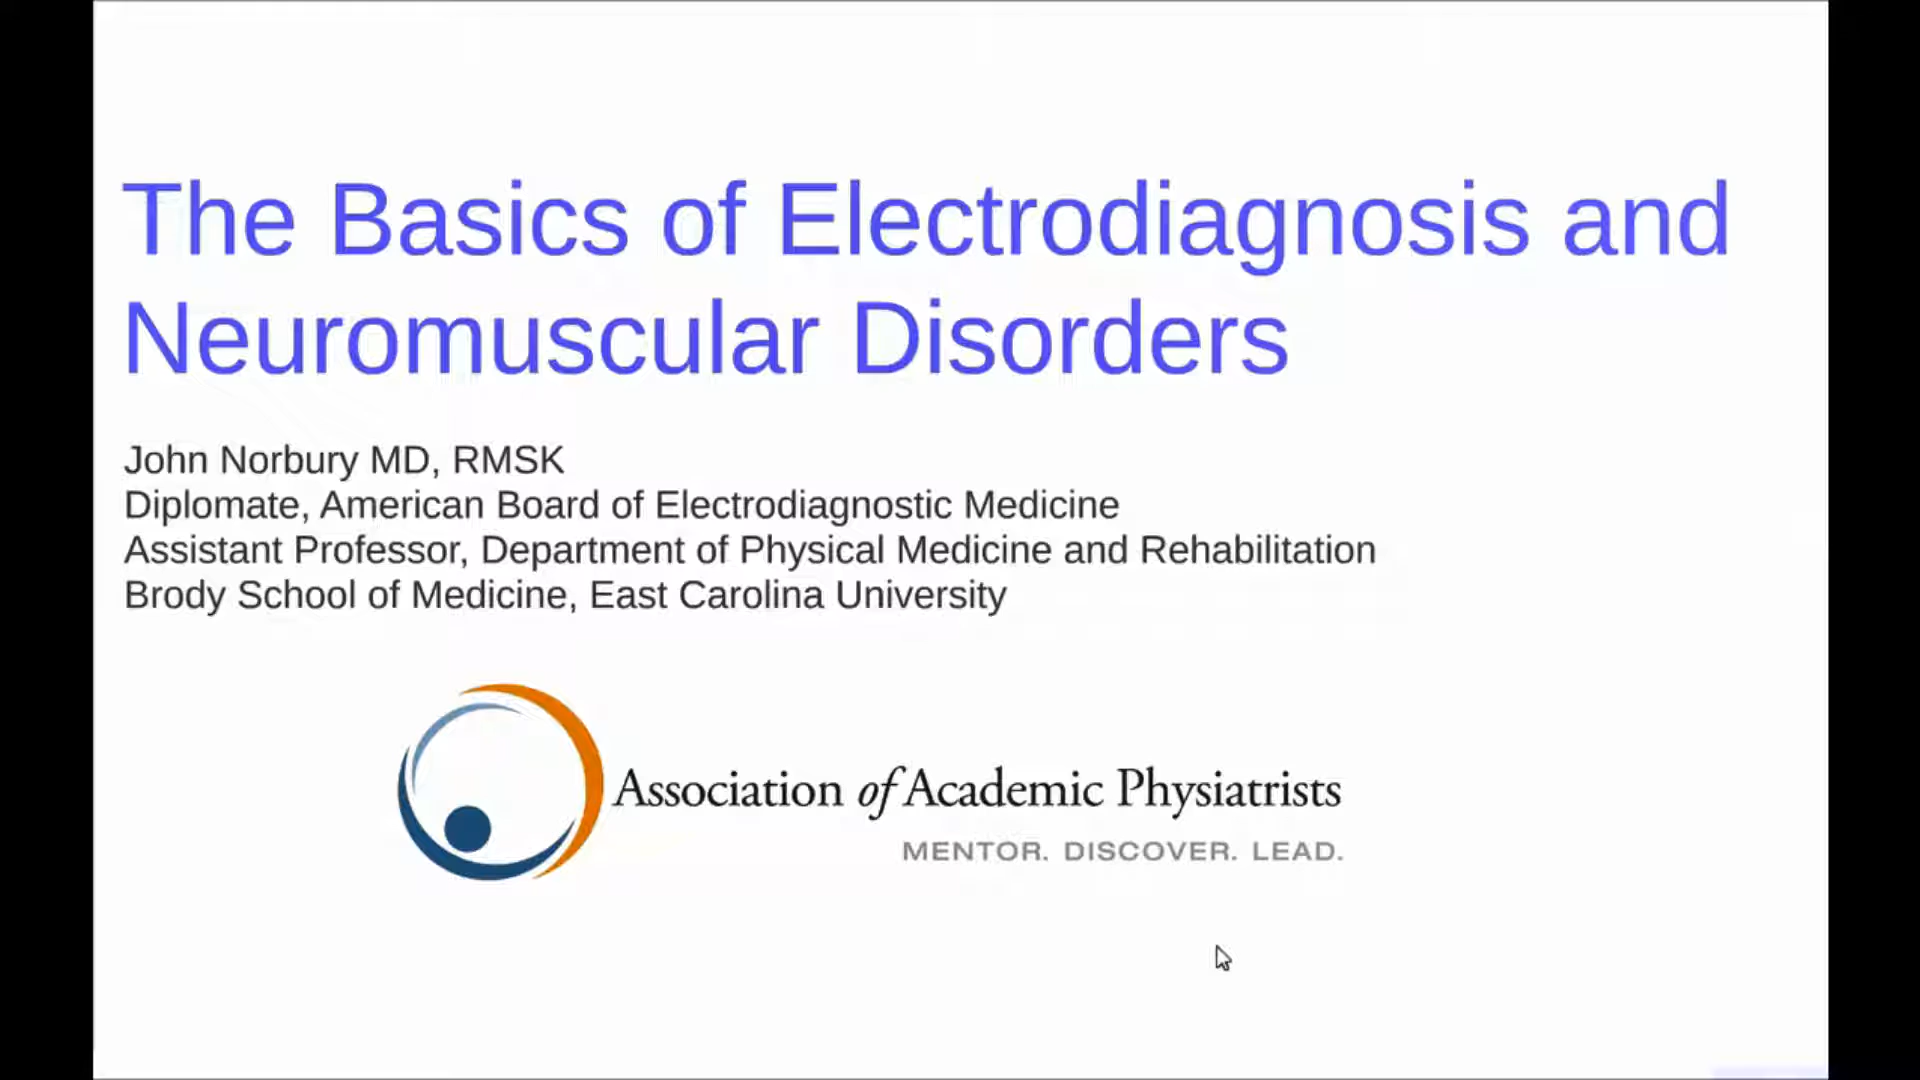 The Basics of Electrodiagnosis and
Neuromuscular Disorders
John Norbury MD, RMSK
Diplomate, American Board of Electrodiagnostic Medicine
Assistant Professor, Department of Physical Medicine and Rehabilitation
Brody School of Medicine, East Carolina University
Association of Academic Physiatrists
MENTOR. DISCOVER. LEAD.